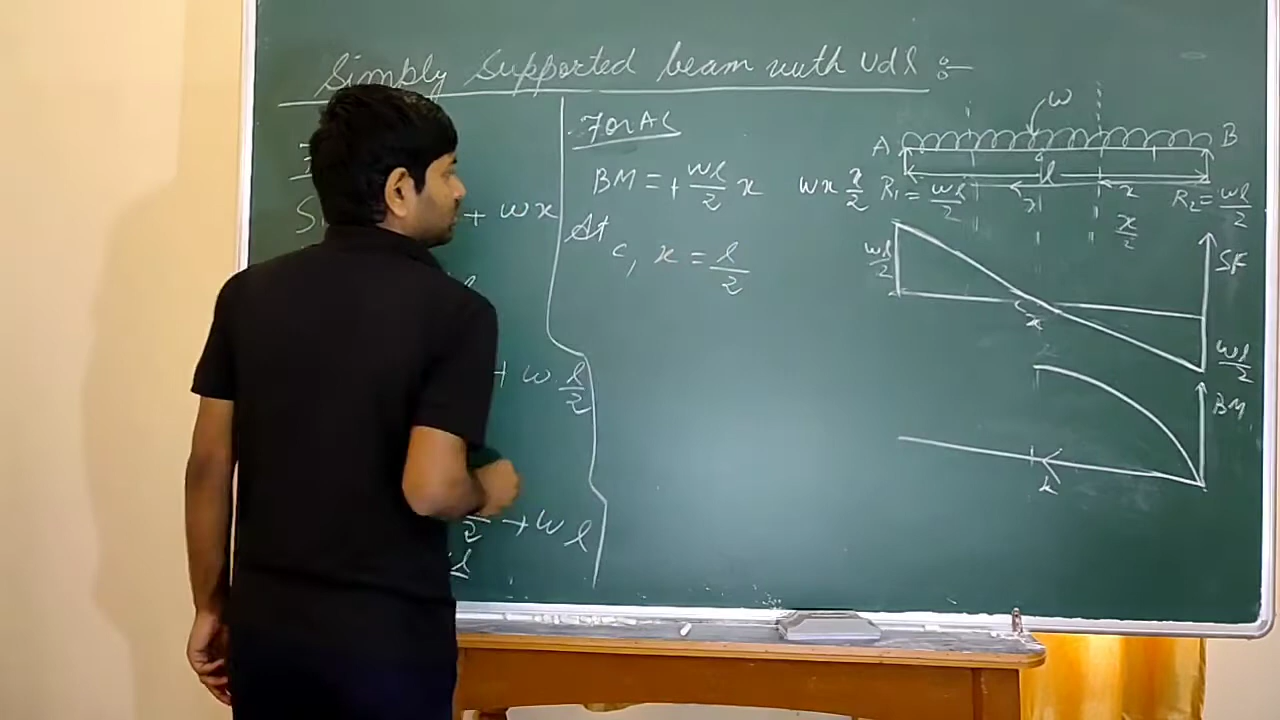 Simply Supported beam with Udl :-
+ wx
+ w l/2
2 → w l
For AC
BM = + wl/2 x wx x/2
At
C, x = l/2
w
A B
l
R1 = wl/2 x x R2 = wl/2
x/2
wl/2 SF
x
wl/2
BM
x